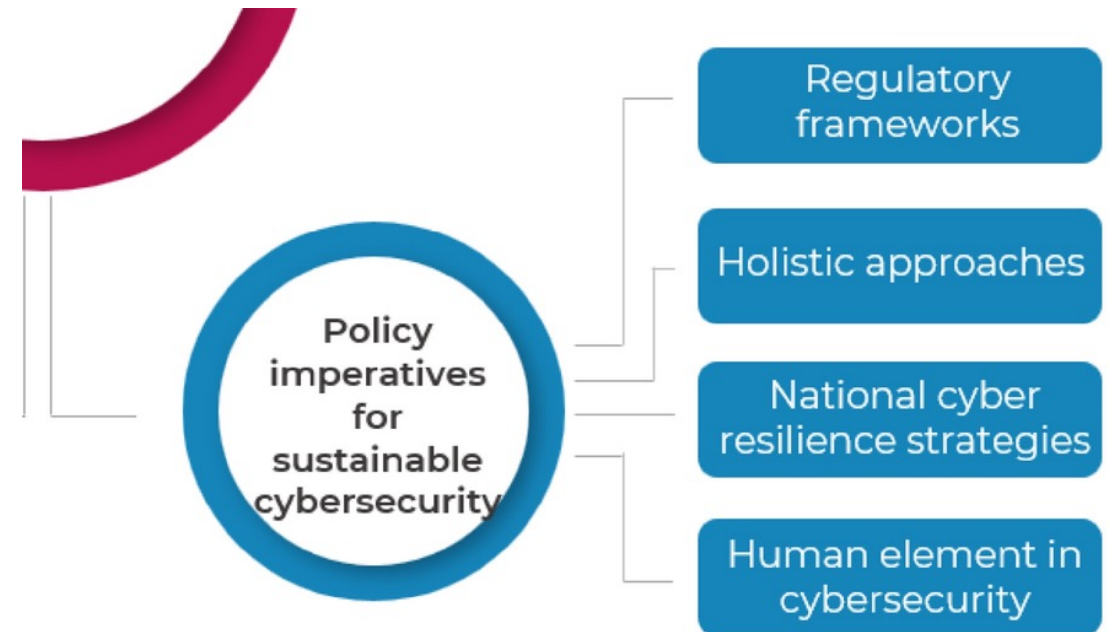 Policy
imperatives
for
sustainable
cybersecurity
Regulatory
frameworks
Holistic approaches
National cyber
resilience strategies
Human element in
cybersecurity